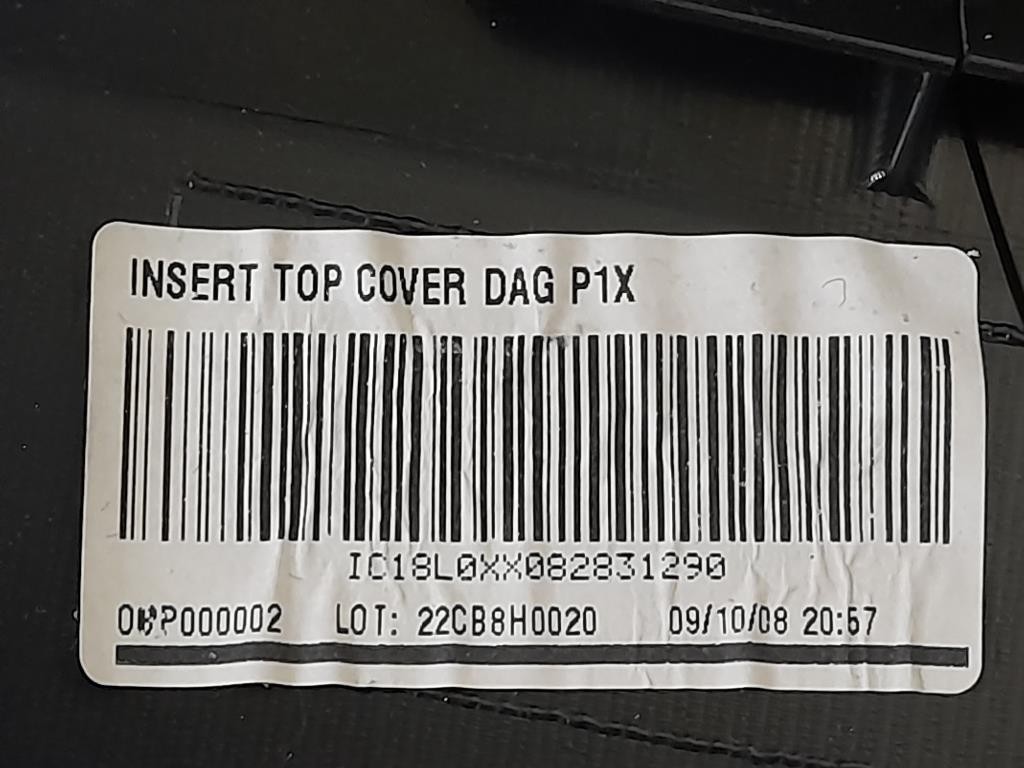 INSERT TOP COVER DAG P1X
IC18L0XX082831290
LOT: 22CB8H0020 09/10/08 20:57